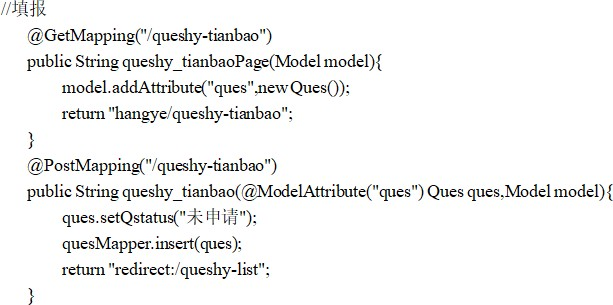 //填报
@GetMapping("/queshy-tianbao")
public String queshy_tianbaoPage(Model model){
model.addAttribute("ques",new Ques());
return "hangye/queshy-tianbao";
}
@PostMapping("/queshy-tianbao")
public String queshy_tianbao(@ModelAttribute("ques") Ques ques,Model model){
ques.setQstatus("未申请");
quesMapper.insert(ques);
return "redirect:/queshy-list";
}